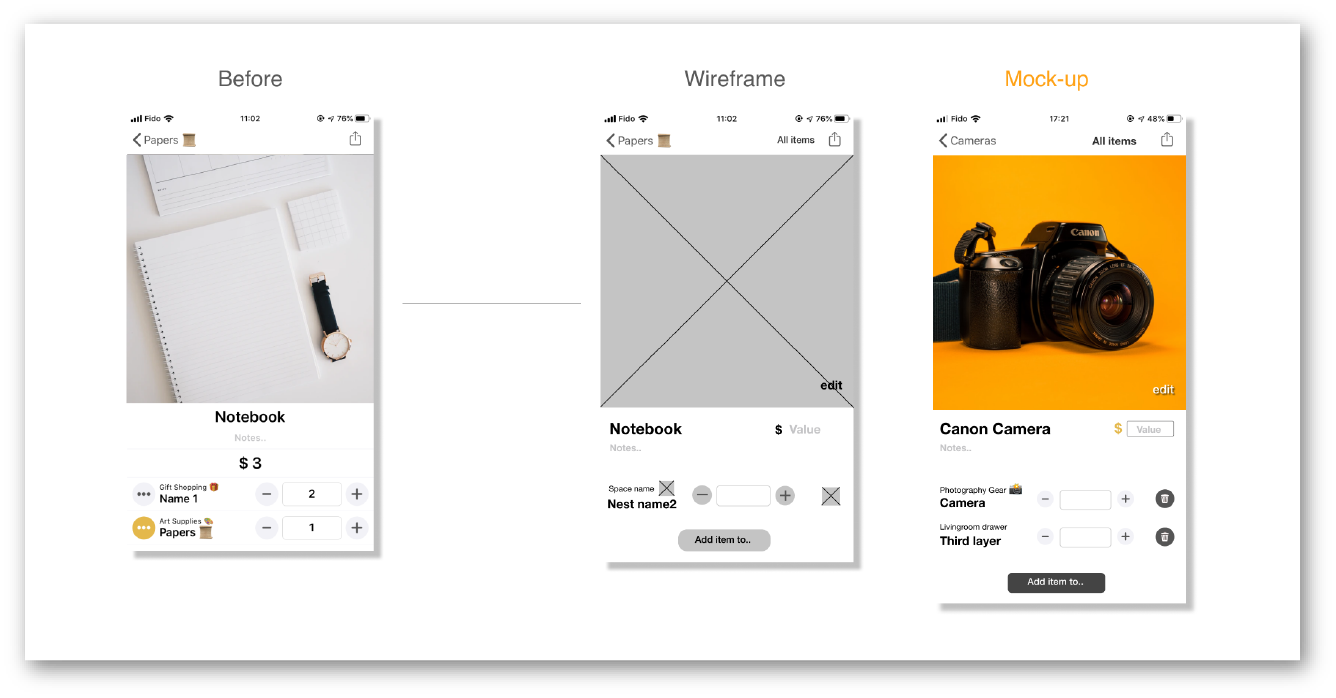 Before
Fido 11:02 76%
Papers
Notebook
Notes..
$ 3
Gift Shopping
Name 1
2
Art Supplies
Papers
1
Wireframe
Fido 11:02 76%
Papers All items
edit
Notebook $ Value
Notes..
Space name
Nest name2
Add item to..
Mock-up
Fido 17:21 48%
Cameras All items
Canon
edit
Canon Camera $ Value
Notes..
Photography Gear
Camera
Livingroom drawer
Third layer
Add item to..